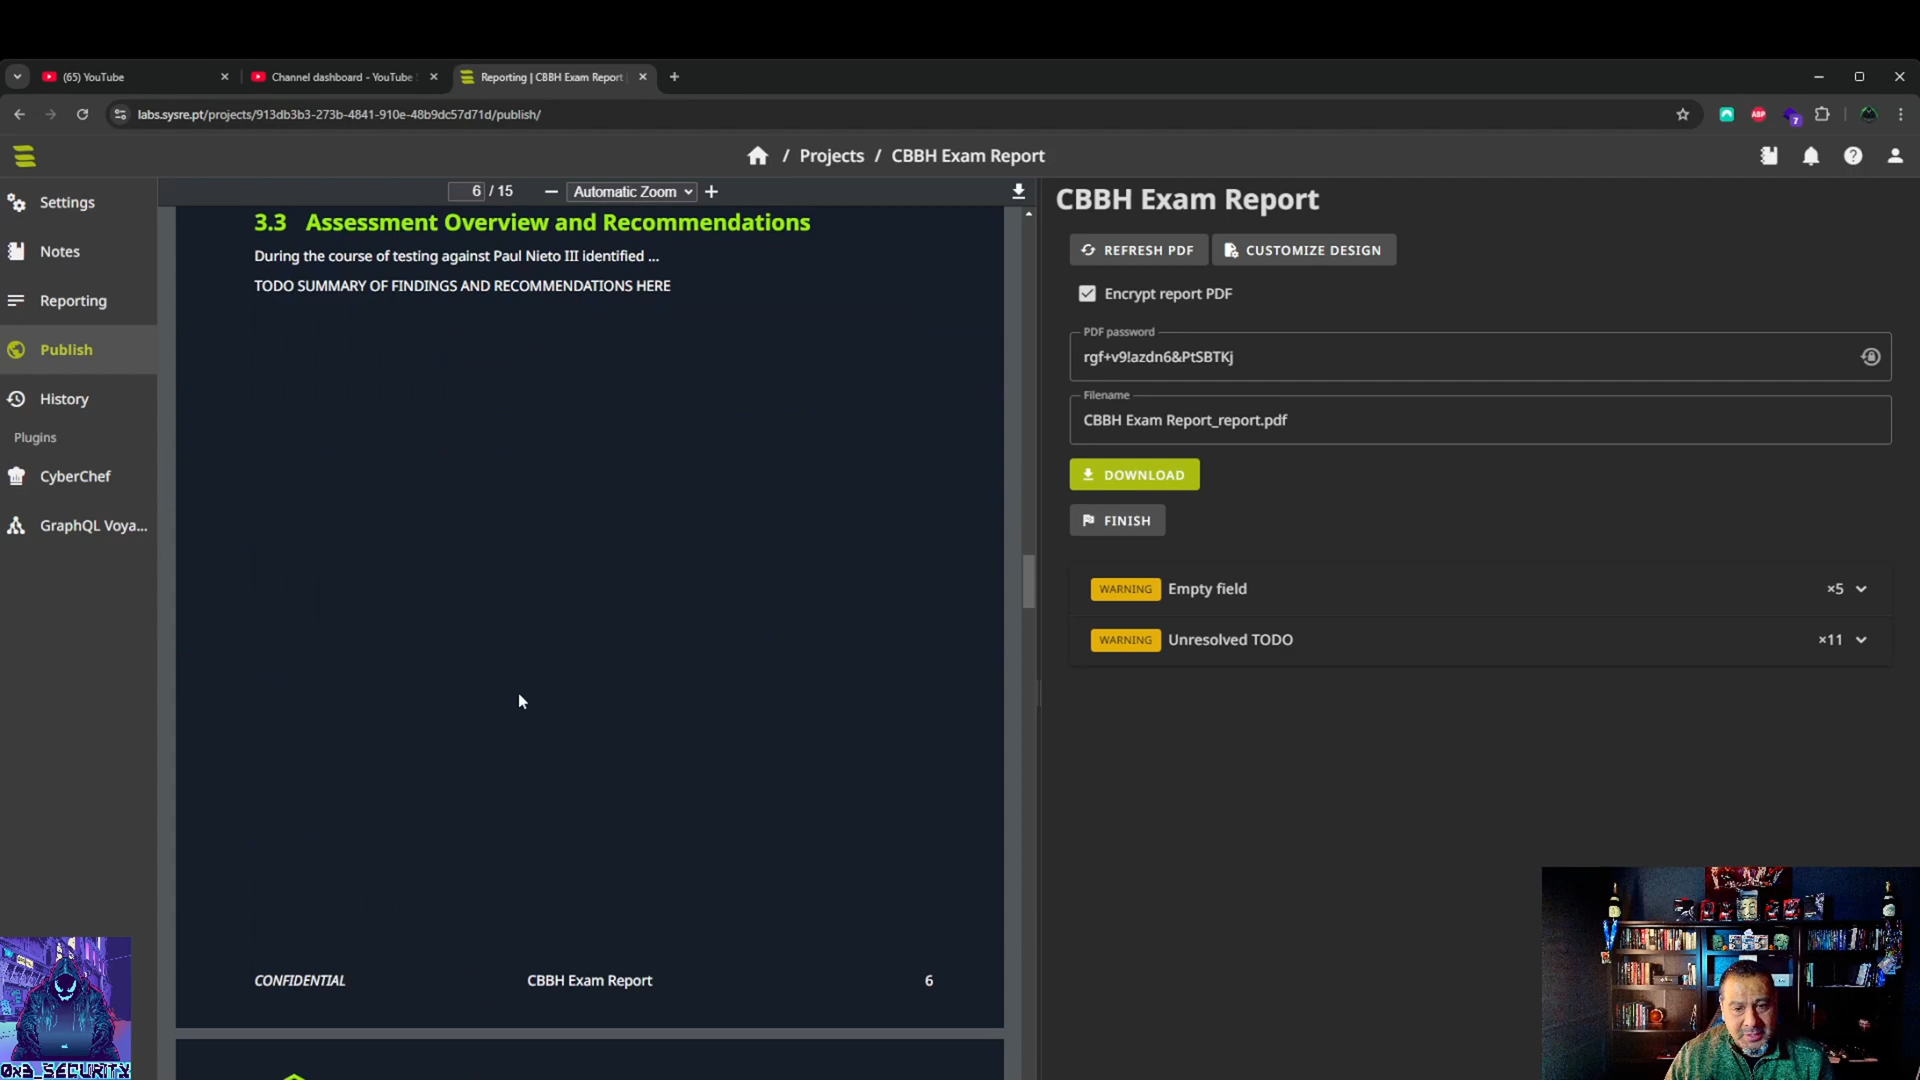 (65) YouTube
Channel dashboard - YouTube
Reporting | CBBH Exam Report
labs.sysre.pt/projects/913db3b3-273b-4841-910e-48b9dc57d71d/publish/
ABP
7
/ Projects / CBBH Exam Report
Settings
Notes
Reporting
Publish
History
Plugins
CyberChef
GraphQL Voya...
6 / 15
Automatic Zoom
3.3 Assessment Overview and Recommendations
During the course of testing against Paul Nieto III identified ...
TODO SUMMARY OF FINDINGS AND RECOMMENDATIONS HERE
CONFIDENTIAL
CBBH Exam Report
6
CBBH Exam Report
REFRESH PDF
CUSTOMIZE DESIGN
Encrypt report PDF
PDF password
rgf+v9!azdn6&PtSBTKj
Filename
CBBH Exam Report_report.pdf
DOWNLOAD
FINISH
WARNING Empty field ×5
WARNING Unresolved TODO ×11
0x3_SECURITY